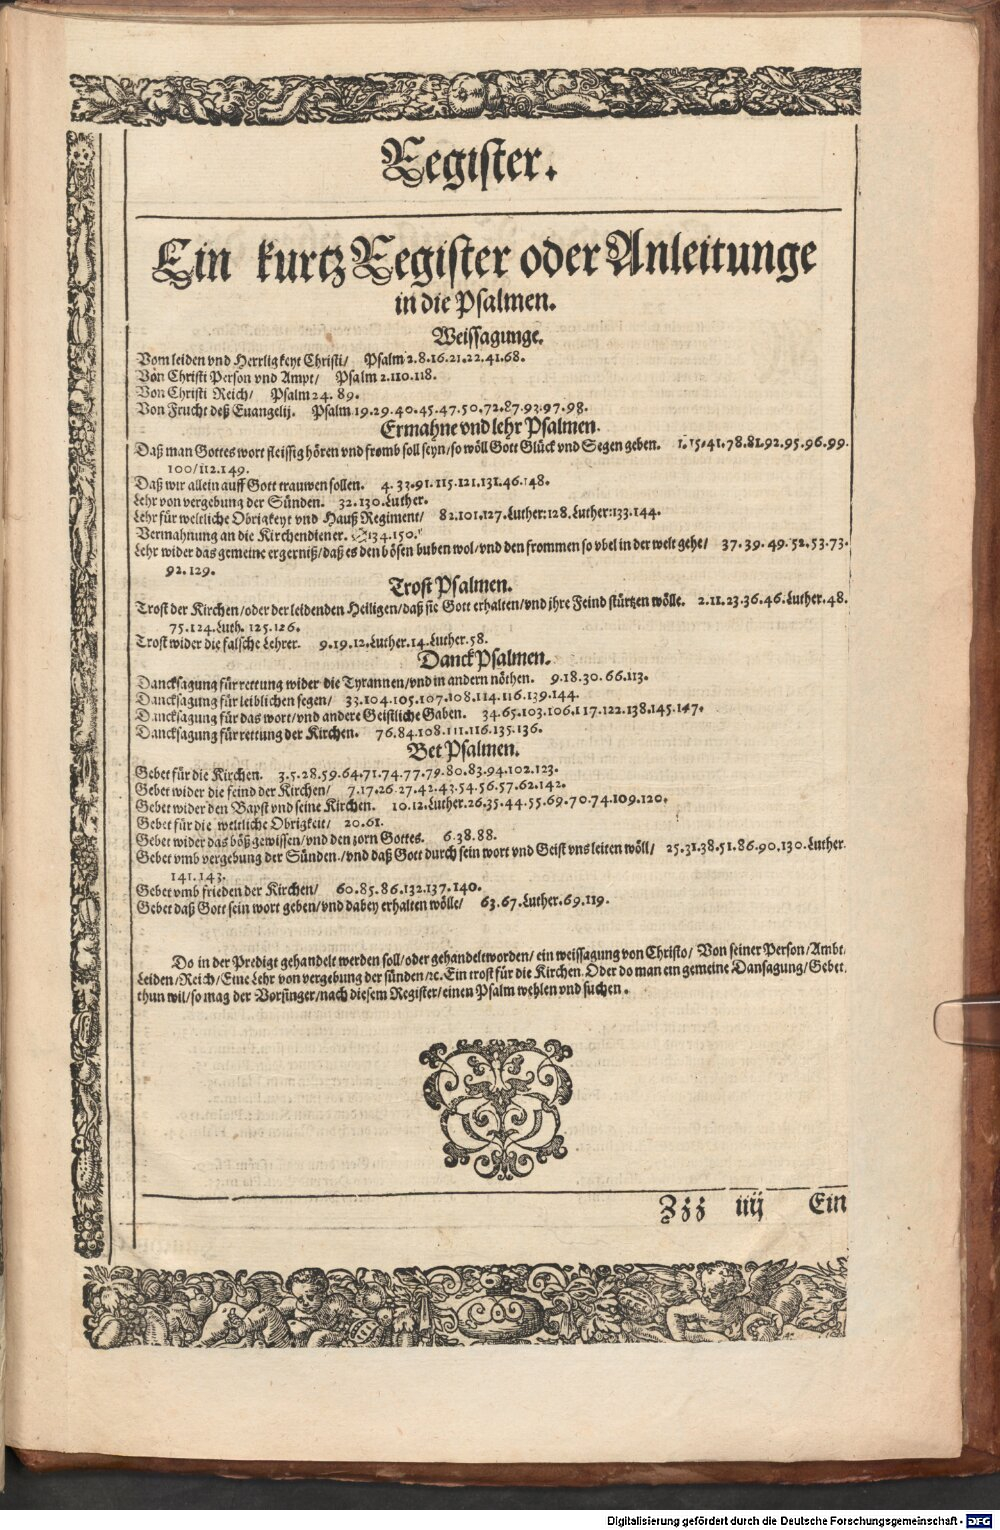 Register.
Ein kurtz Register oder Anleitunge
in die Psalmen.
Weissagunge.
Vom leiden vnd Herrligkeyt Christi/ Psalm 2.8.16.21.22.41.68.
Von Christi Person vnd Ampt/ Psalm 2.110.118.
Von Christi Reich/ Psalm 24. 89.
Von Frucht deß Euangelij. Psalm 19.29.40.45.47.50.72.87.93.97.98.
Ermahne vnd lehr Psalmen.
Daß man Gottes wort fleissig hören vnd fromb soll seyn/so wöll Gott Glück vnd Segen geben. 1.15.41.78.81.92.95.96.99.
100/112.149.
Daß wir allein auff Gott trauwen sollen. 4. 33.91.115.121.131.46.148.
Lehr von vergebung der Sünden. 32.130.Luther.
Lehr für weltliche Obrigkeyt vnd Hauß Regiment/ 82.101.127.Luther:128.Luther:133.144.
Vermahnung an die Kirchendiener. 134.150.
Lehr wider das gemeine ergerniß/daß es den bösen buben wol/vnd den frommen so vbel in der welt gehe/ 37.39.49.52.53.73.
92.129.
Trost Psalmen.
Trost der Kirchen/oder der leidenden Heiligen/daß sie Gott erhalten/vnd jhre Feind stürtzen wölle. 2.11.23.36.46.Luther.48.
75.124.Luth. 125.126.
Trost wider die falsche Lehrer. 9.19.12.Luther.14.Luther.58.
Danck Psalmen.
Dancksagung für rettung wider die Tyrannen/vnd in andern nöthen. 9.18.30.66.113.
Dancksagung für leiblichen segen/ 33.104.105.107.108.114.116.139.144.
Dancksagung für das wort/vnd andere Geistliche Gaben. 34.65.103.106.117.122.138.145.147.
Dancksagung für rettung der Kirchen. 76.84.108.111.116.135.136.
Bet Psalmen.
Gebet für die Kirchen. 3.5.28.59.64.71.74.77.79.80.83.94.102.123.
Gebet wider die feind der Kirchen/ 7.17.26.27.42.43.54.56.57.62.142.
Gebet wider den Bapst vnd seine Kirchen. 10.12.Luther.26.35.44.55.69.70.74.109.120.
Gebet für die weltliche Obrigkeit/ 20.61.
Gebet wider das böß gewissen/vnd den zorn Gottes. 6.38.88.
Gebet vmb vergebung der Sünden/vnd daß Gott durch sein wort vnd Geist vns leiten wöll/ 25.31.38.51.86.90.130.Luther.
141.143.
Gebet vmb frieden der Kirchen/ 60.85.86.132.137.140.
Gebet daß Gott sein wort geben/vnd dabey erhalten wölle/ 63.67.Luther.69.119.
Do in der Predigt gehandelt werden soll/oder gehandelt worden/ ein weissagung von Christo/ Von seiner Person/Ambt/
Leiden/Reich/Eine Lehr von vergebung der sünden/ꝛc. Ein trost für die Kirchen. Oder do man ein gemeine Dansagung/Gebet/
thun wil/so mag der Vorsinger/nach diesem Register/einen Psalm wehlen vnd suchen.
Zzz iiij Ein
Digitalisierung gefördert durch die Deutsche Forschungsgemeinschaft - DFG